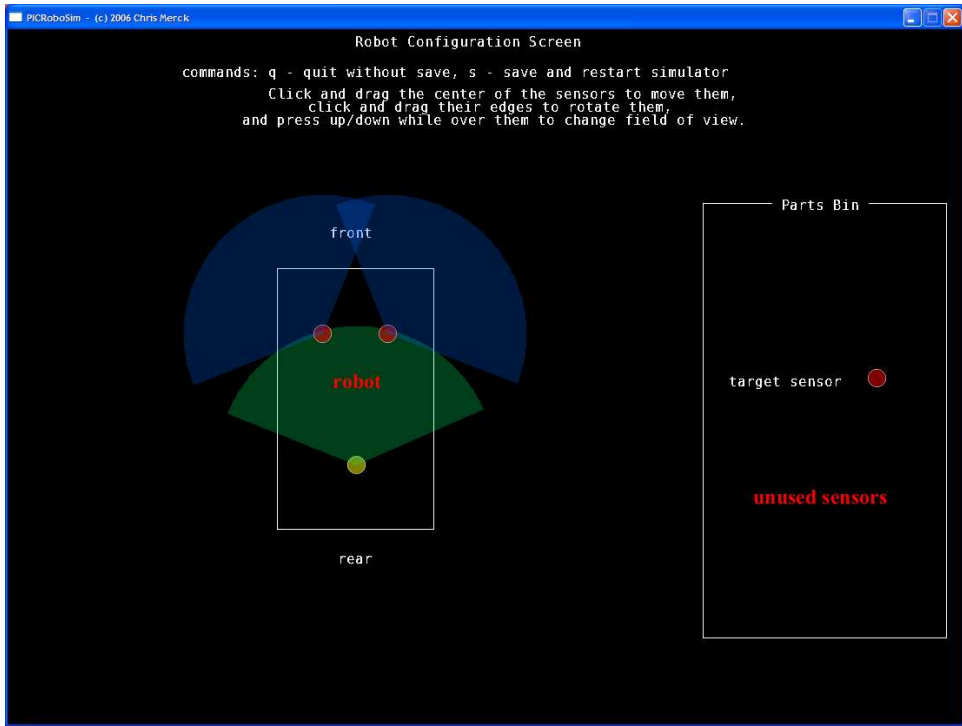 PICRoboSim - (c) 2006 Chris Merck
Robot Configuration Screen
commands: q - quit without save, s - save and restart simulator
Click and drag the center of the sensors to move them,
click and drag their edges to rotate them,
and press up/down while over them to change field of view.
Parts Bin
front
robot
target sensor
unused sensors
rear